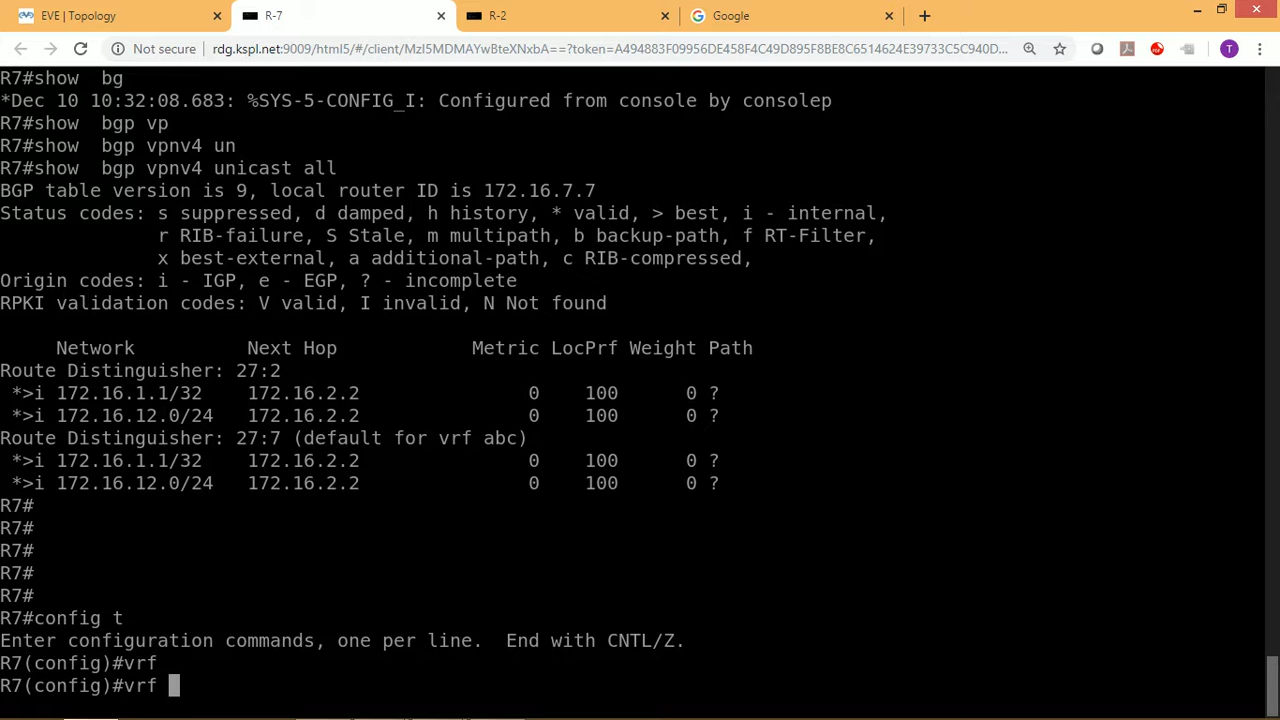 EVE | Topology
R-7
R-2
Google
Not secure
rdg.kspl.net:9009/html5/#/client/MzI5MDMAYwBteXNxbA==?token=A494883F09956DE458F4C49D895F8BE8C6514624E39733C5C940D...
T
R7#show  bg
*Dec 10 10:32:08.683: %SYS-5-CONFIG_I: Configured from console by consolep
R7#show  bgp vp
R7#show  bgp vpnv4 un
R7#show  bgp vpnv4 unicast all
BGP table version is 9, local router ID is 172.16.7.7
Status codes: s suppressed, d damped, h history, * valid, > best, i - internal,
              r RIB-failure, S Stale, m multipath, b backup-path, f RT-Filter,
              x best-external, a additional-path, c RIB-compressed,
Origin codes: i - IGP, e - EGP, ? - incomplete
RPKI validation codes: V valid, I invalid, N Not found
     Network          Next Hop            Metric LocPrf Weight Path
Route Distinguisher: 27:2
 *>i 172.16.1.1/32    172.16.2.2               0    100      0 ?
 *>i 172.16.12.0/24   172.16.2.2               0    100      0 ?
Route Distinguisher: 27:7 (default for vrf abc)
 *>i 172.16.1.1/32    172.16.2.2               0    100      0 ?
 *>i 172.16.12.0/24   172.16.2.2               0    100      0 ?
R7#
R7#
R7#
R7#
R7#
R7#config t
Enter configuration commands, one per line.  End with CNTL/Z.
R7(config)#vrf
R7(config)#vrf